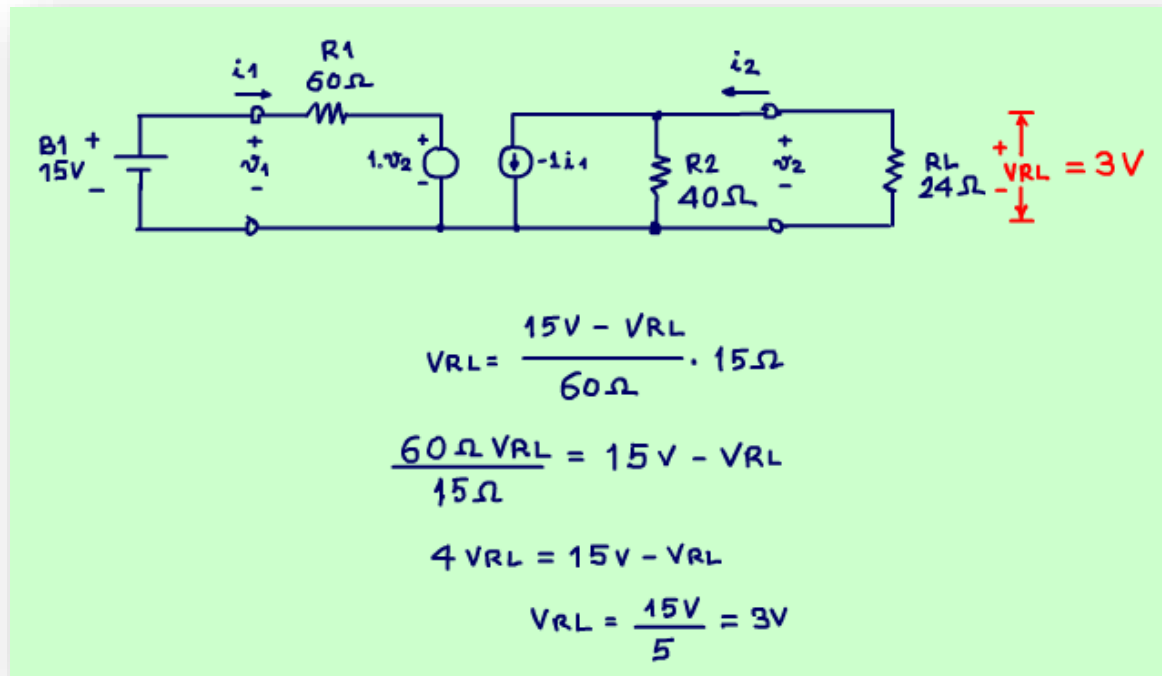 R1
60Ω
i1
i2
B1 +
15V
-
+
v1
-
1.v2
+
-
-1i1
R2
40Ω
+
v2
-
RL
24Ω
+
VRL = 3V
-
VRL = 15V - VRL / 60Ω . 15Ω
60Ω VRL / 15Ω = 15V - VRL
4 VRL = 15V - VRL
VRL = 15V / 5 = 3V